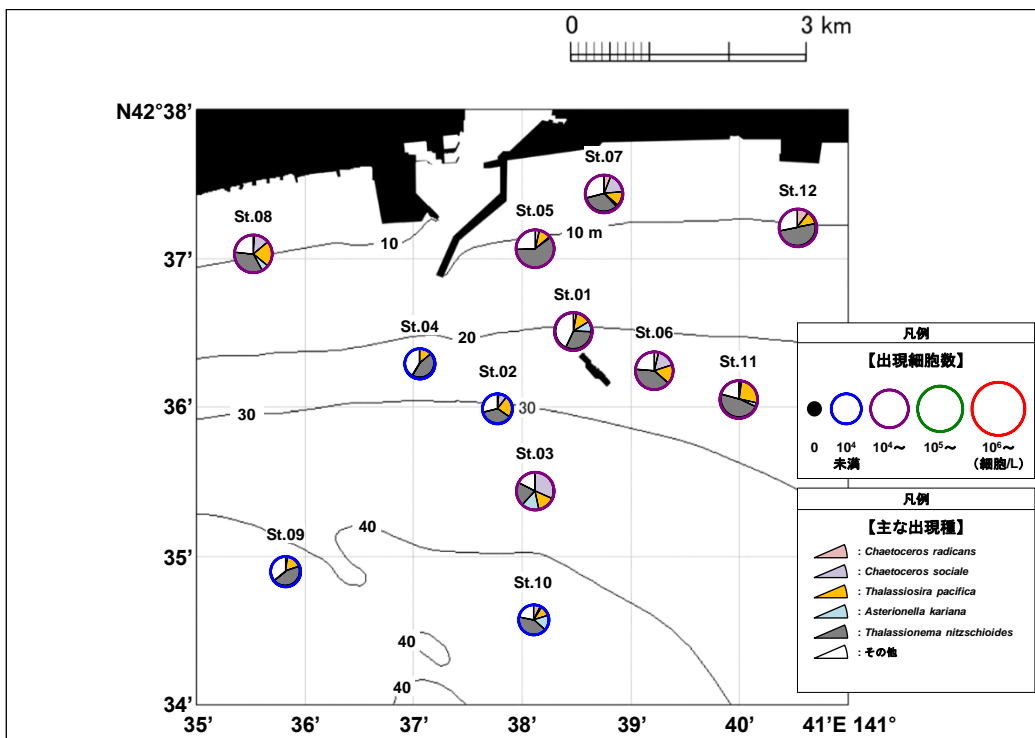 0 3 km
N42°38’
St.07
St.12
St.08
St.05
10
10 m
37’
St.01
St.04
20
St.06
St.11
St.02
36’
30
30
St.03
40
St.09
35’
St.10
40
40
34’
35’ 36’ 37’ 38’ 39’ 40’ 41’E 141°
凡例
【出現細胞数】
0 10⁴ 10⁴～ 10⁵～ 10⁶～
未満 (細胞/L)
凡例
【主な出現種】
: Chaetoceros radicans
: Chaetoceros sociale
: Thalassiosira pacifica
: Asterionella kariana
: Thalassionema nitzschioides
: その他